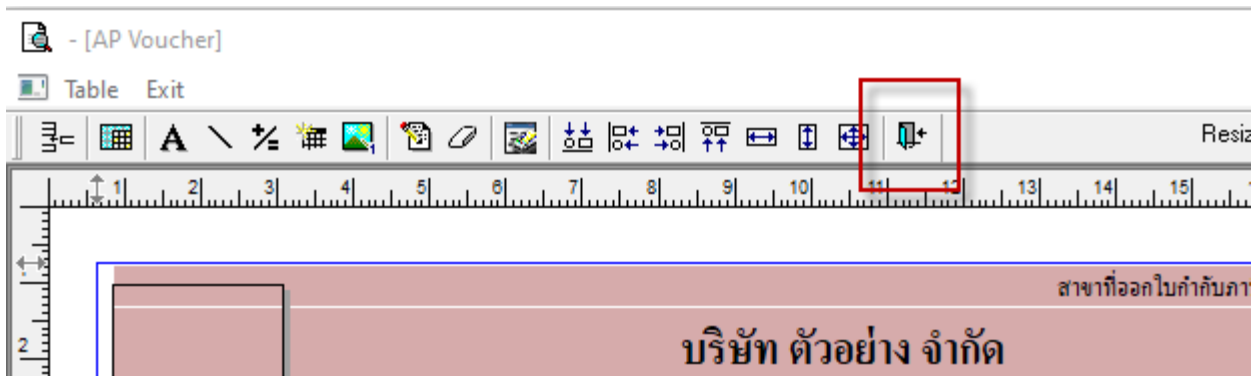 - [AP Voucher]
Table Exit
A Resiz
1 2 3 4 5 6 7 8 9 10 11 12 13 14 15
สาขาที่ออกใบกำกับภา
2
บริษัท ตัวอย่าง จำกัด